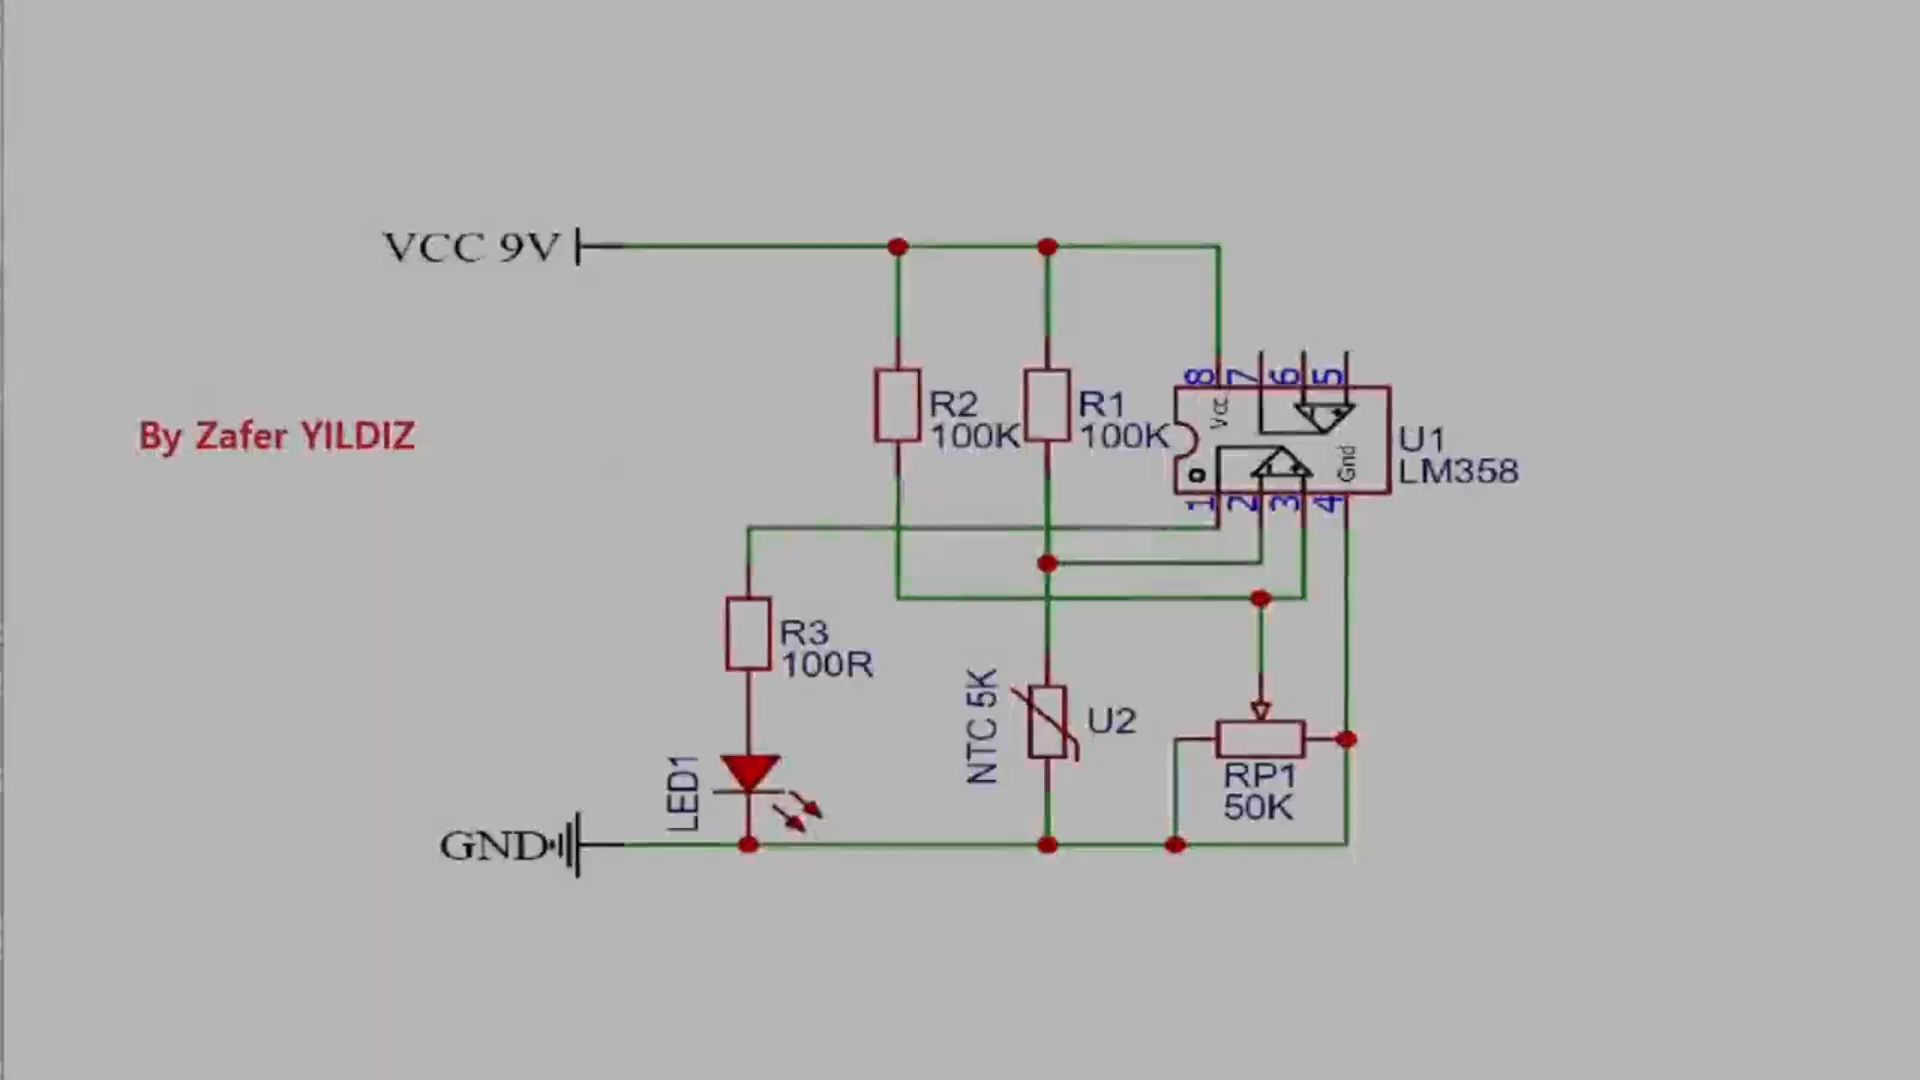 VCC 9V
By Zafer YILDIZ
R2
100K
R1
100K
8 7 6 5
Vcc
Gnd
1 2 3 4
U1
LM358
R3
100R
NTC 5K
U2
LED1
RP1
50K
GND